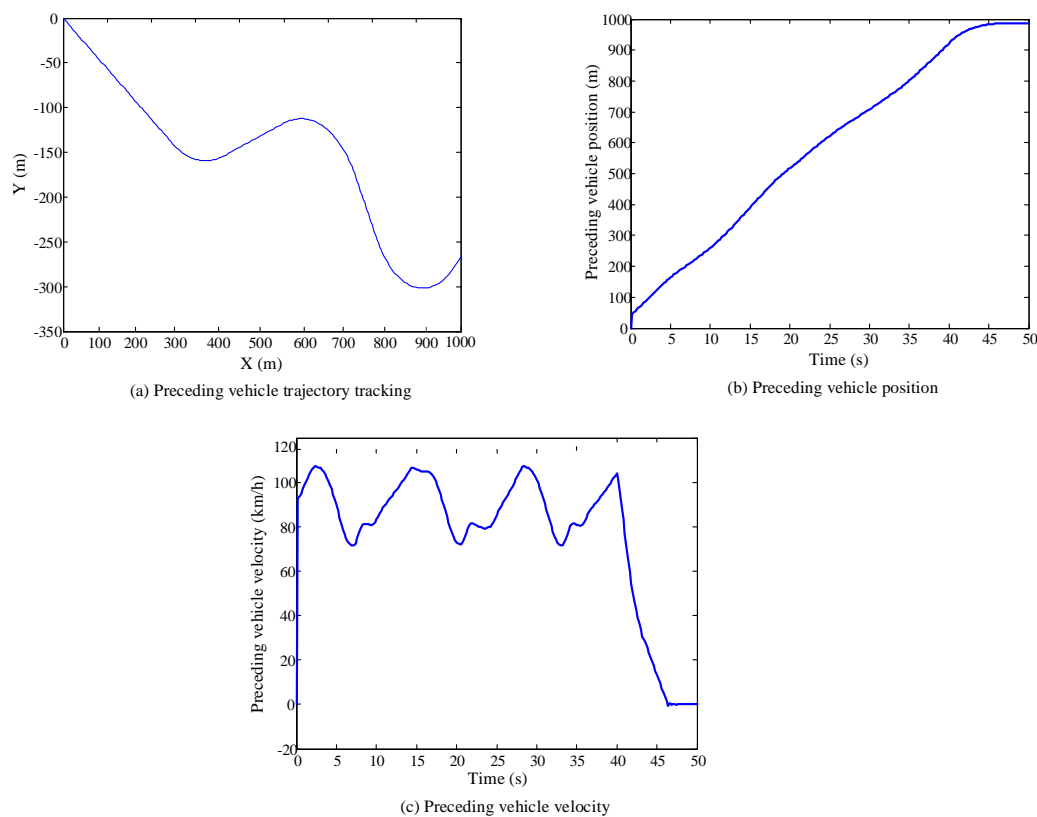 0
-50
-100
-150
-200
-250
-300
-350
Y (m)
0 100 200 300 400 500 600 700 800 900 1000
X (m)
(a) Preceding vehicle trajectory tracking
1000
900
800
700
600
500
400
300
200
100
0
Preceding vehicle position (m)
0 5 10 15 20 25 30 35 40 45 50
Time (s)
(b) Preceding vehicle position
120
100
80
60
40
20
0
-20
Preceding vehicle velocity (km/h)
0 5 10 15 20 25 30 35 40 45 50
Time (s)
(c) Preceding vehicle velocity